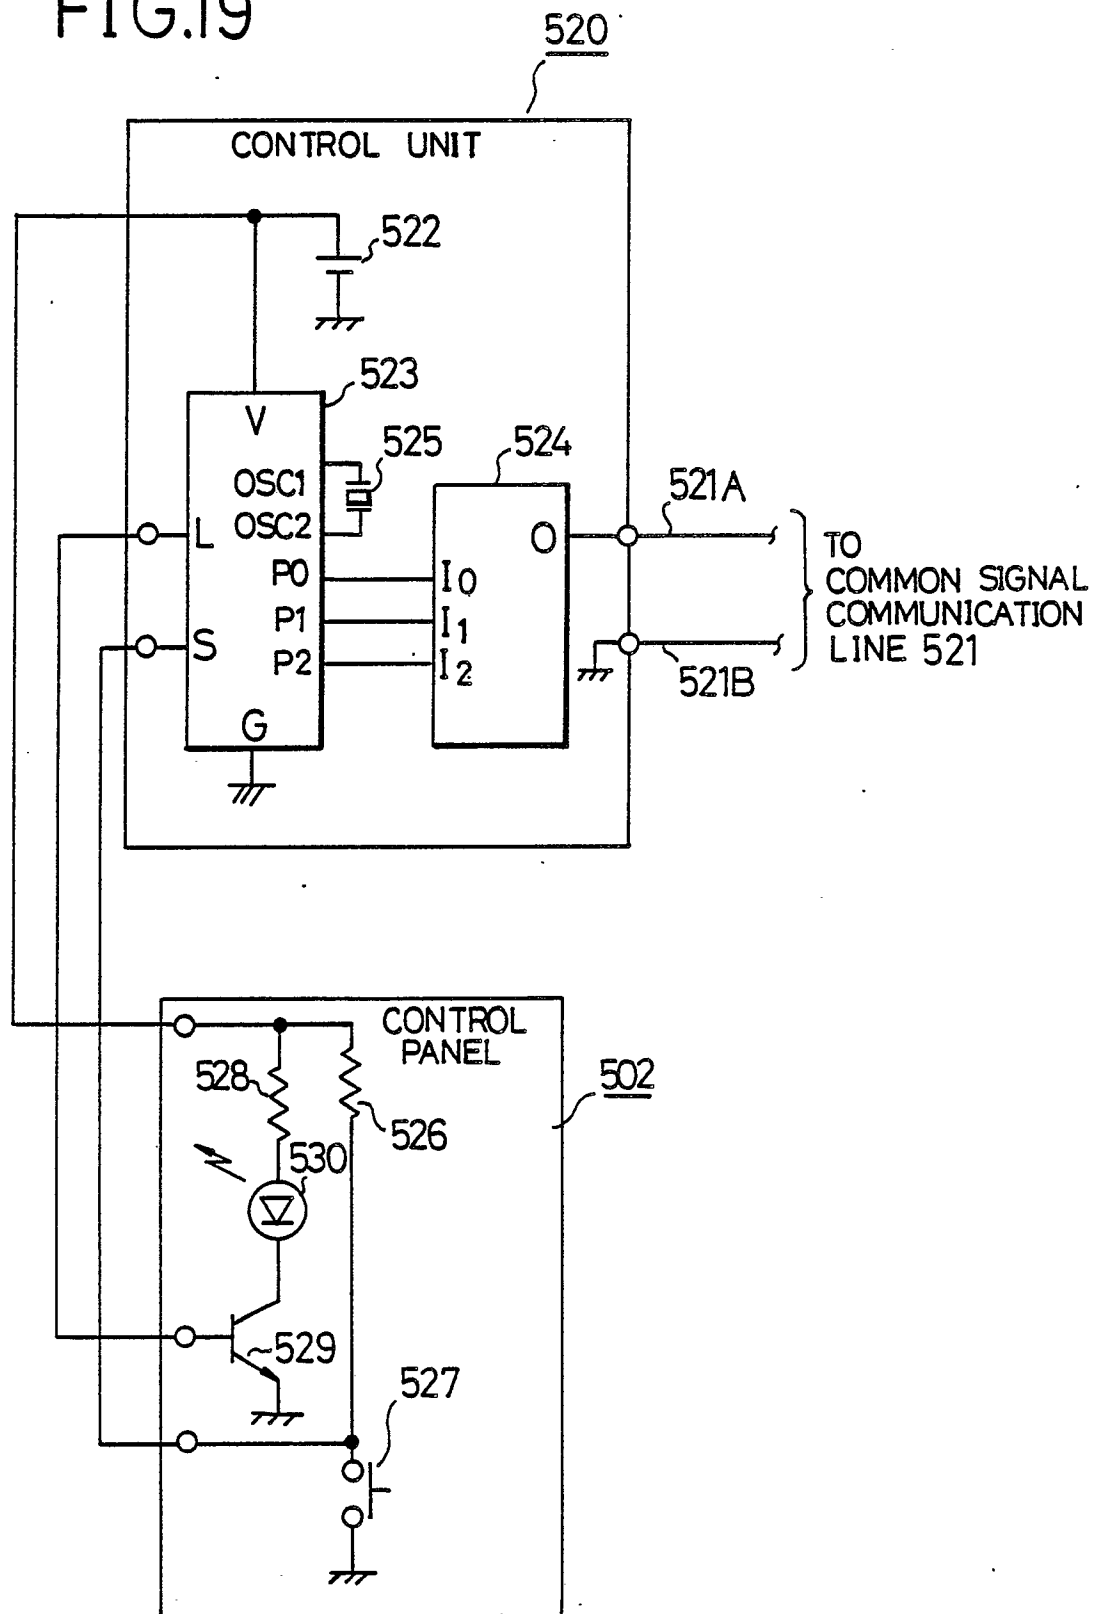 FIG.19
520
CONTROL UNIT
522
523
V
525
524
OSC1
521A
OSC2
L
O
TO
COMMON SIGNAL
COMMUNICATION
LINE 521
P0
I0
P1
I1
S
P2
I2
521B
G
CONTROL
PANEL
528
502
526
530
529
527